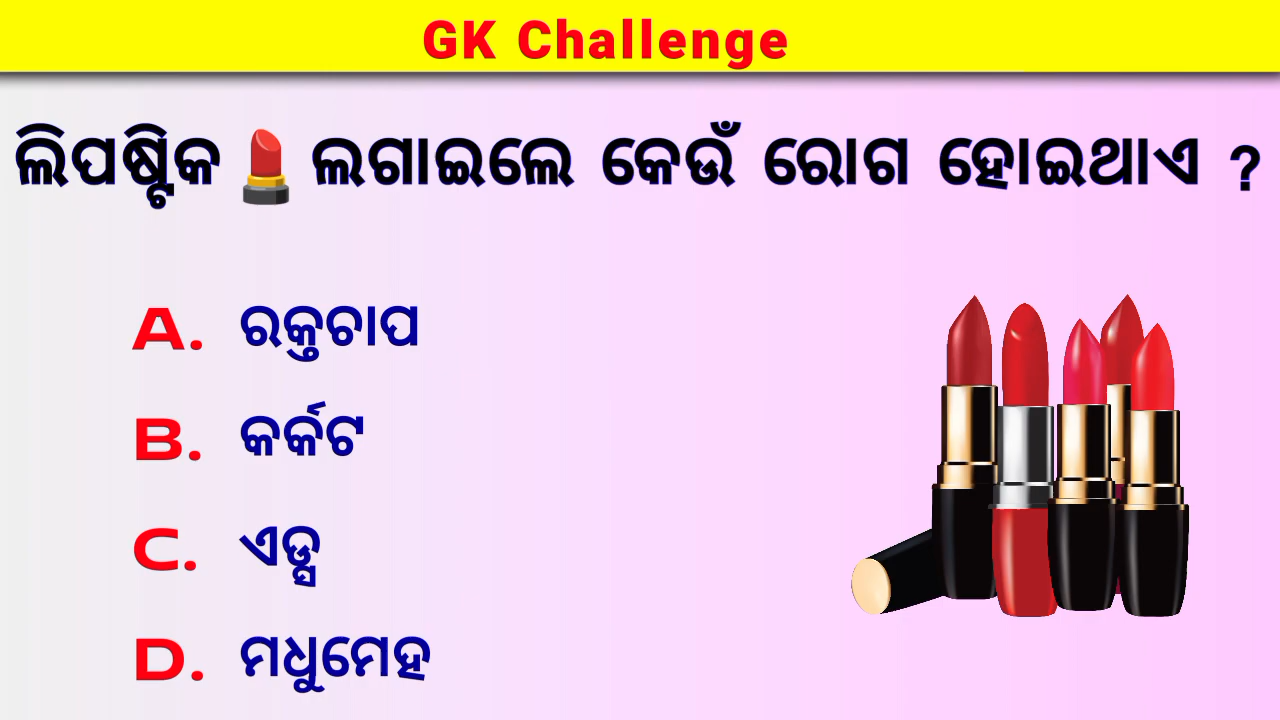 GK Challenge
ଲିପଷ୍ଟିକ 💄 ଲଗାଇଲେ କେଉଁ ରୋଗ ହୋଇଥାଏ ?
A. ରକ୍ତଚାପ
B. କର୍କଟ
C. ଏଡ୍ସ
D. ମଧୁମେହ